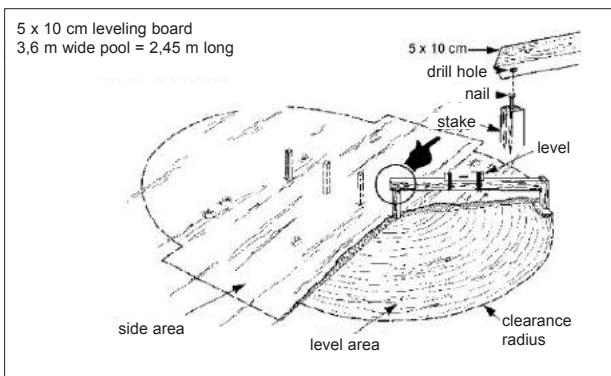 5 x 10 cm leveling board
3,6 m wide pool = 2,45 m long
5 x 10 cm
drill hole
nail
stake
level
side area
level area
clearance
radius